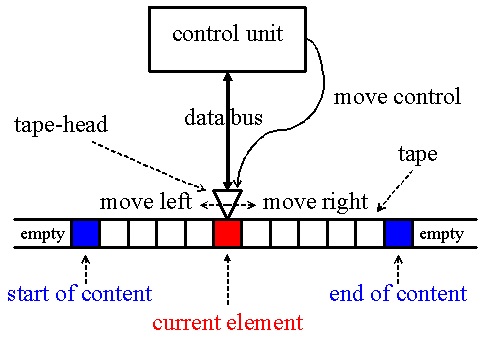 control unit
data bus
move control
tape-head
tape
move left
move right
empty
empty
start of content
end of content
current element